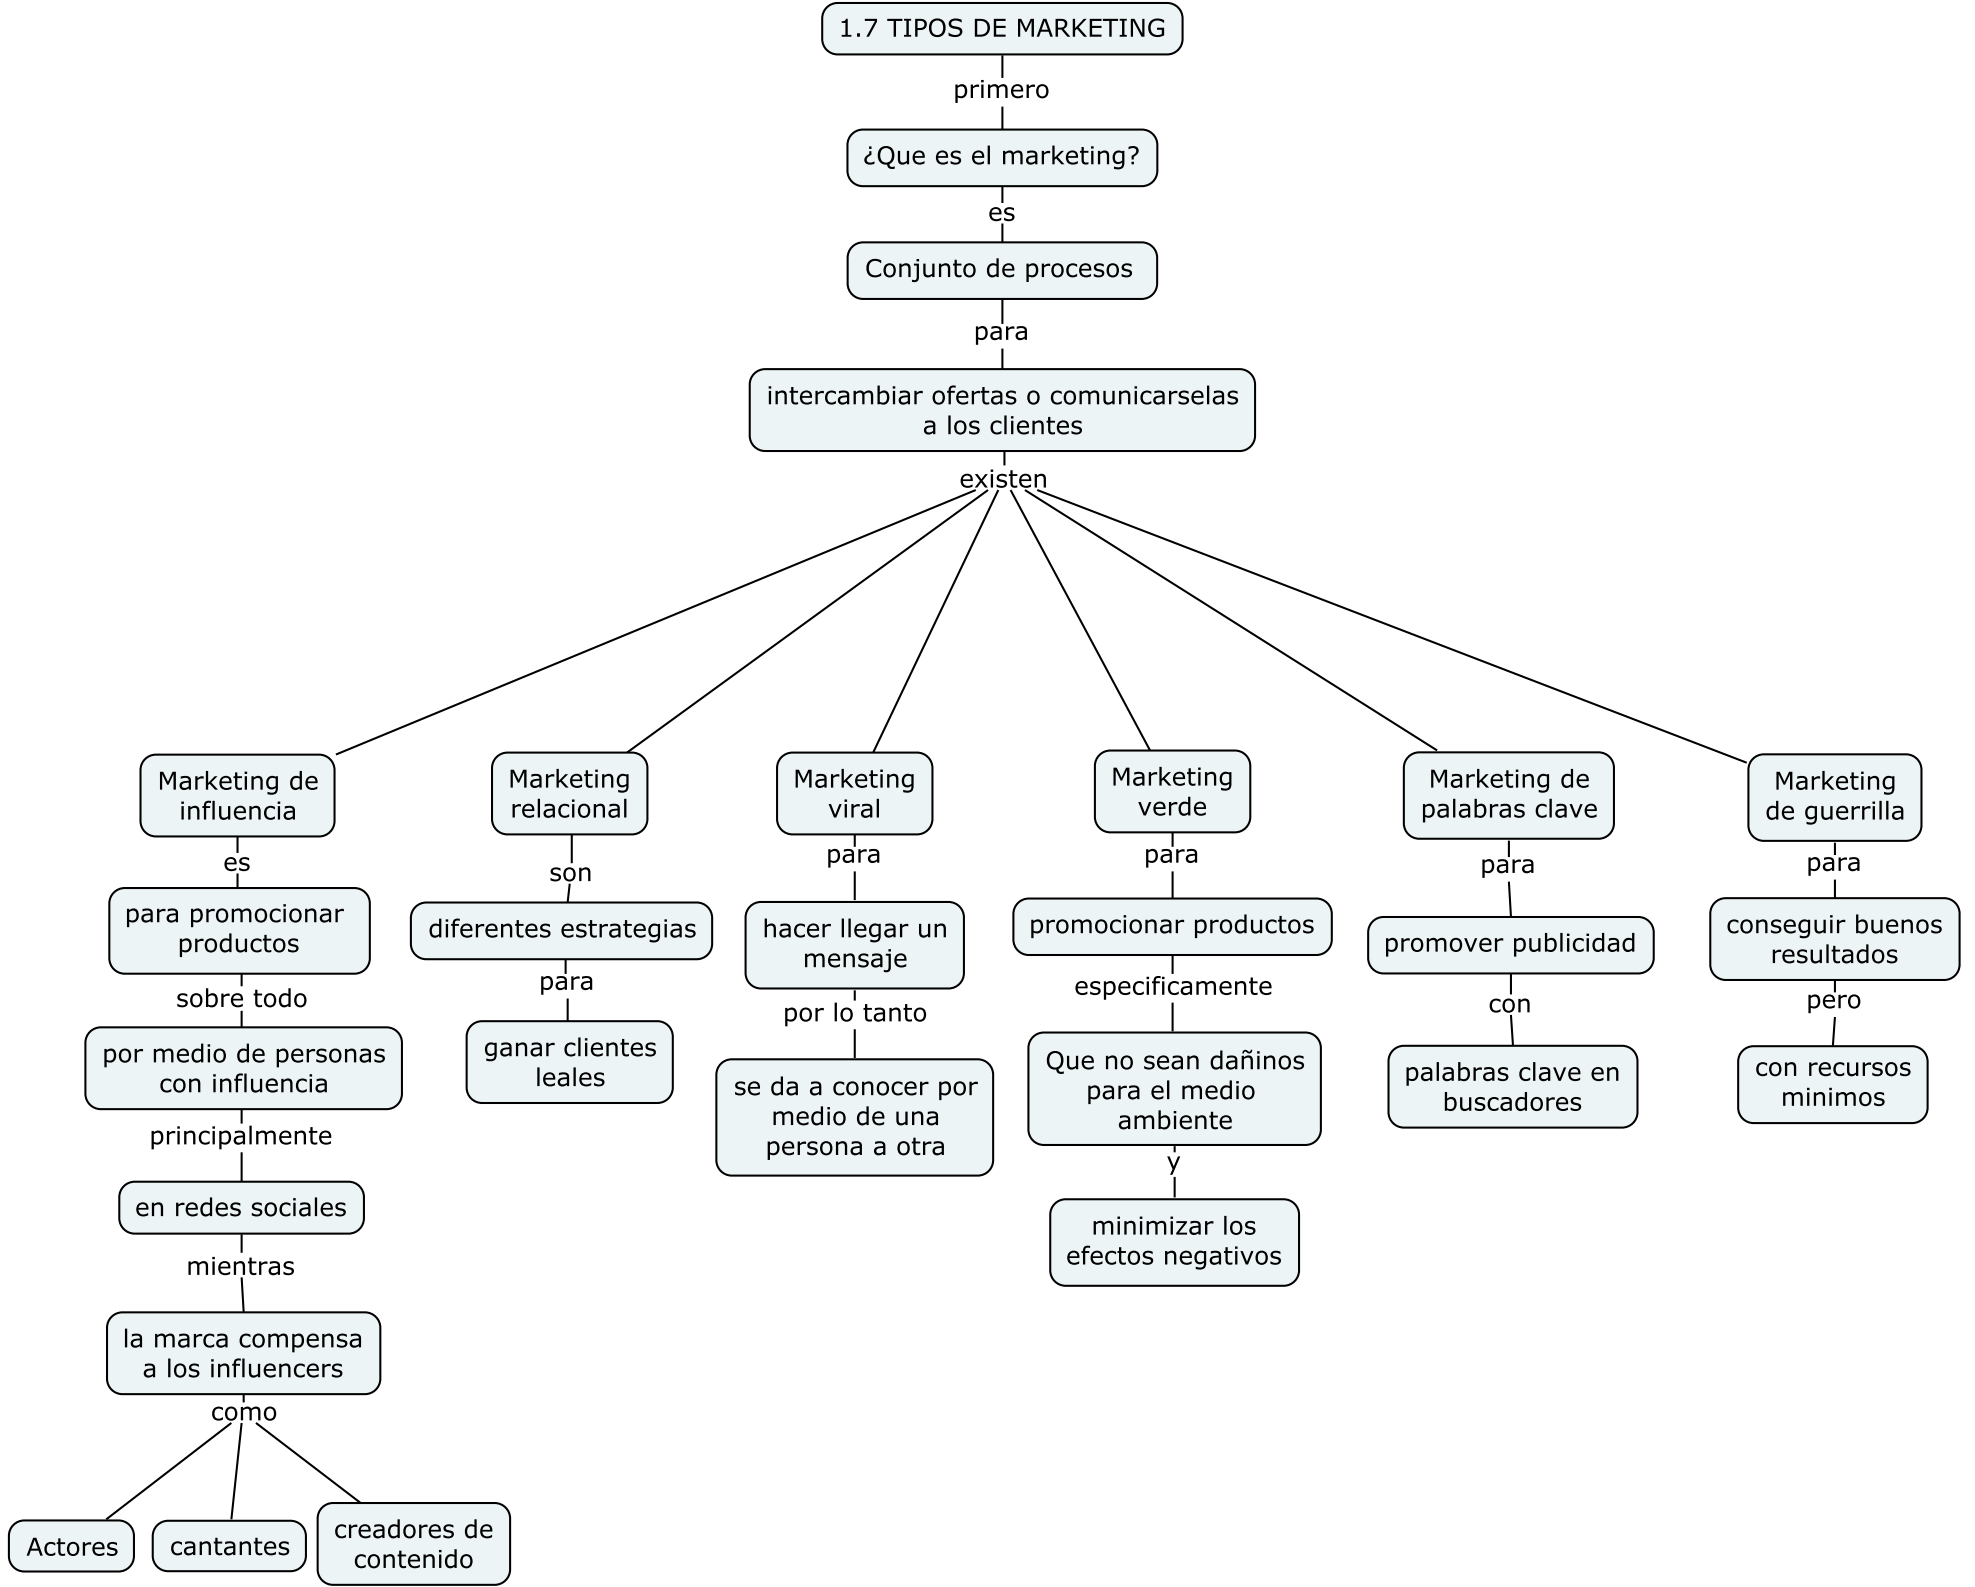 1.7 TIPOS DE MARKETING
primero
¿Que es el marketing?
es
Conjunto de procesos
para
intercambiar ofertas o comunicarselas
a los clientes
existen
Marketing de
influencia
es
para promocionar
productos
sobre todo
por medio de personas
con influencia
principalmente
en redes sociales
mientras
la marca compensa
a los influencers
como
Actores
cantantes
creadores de
contenido
Marketing
relacional
son
diferentes estrategias
para
ganar clientes
leales
Marketing
viral
para
hacer llegar un
mensaje
por lo tanto
se da a conocer por
medio de una
persona a otra
Marketing
verde
para
promocionar productos
especificamente
Que no sean dañinos
para el medio
ambiente
y
minimizar los
efectos negativos
Marketing de
palabras clave
para
promover publicidad
con
palabras clave en
buscadores
Marketing
de guerrilla
para
conseguir buenos
resultados
pero
con recursos
minimos